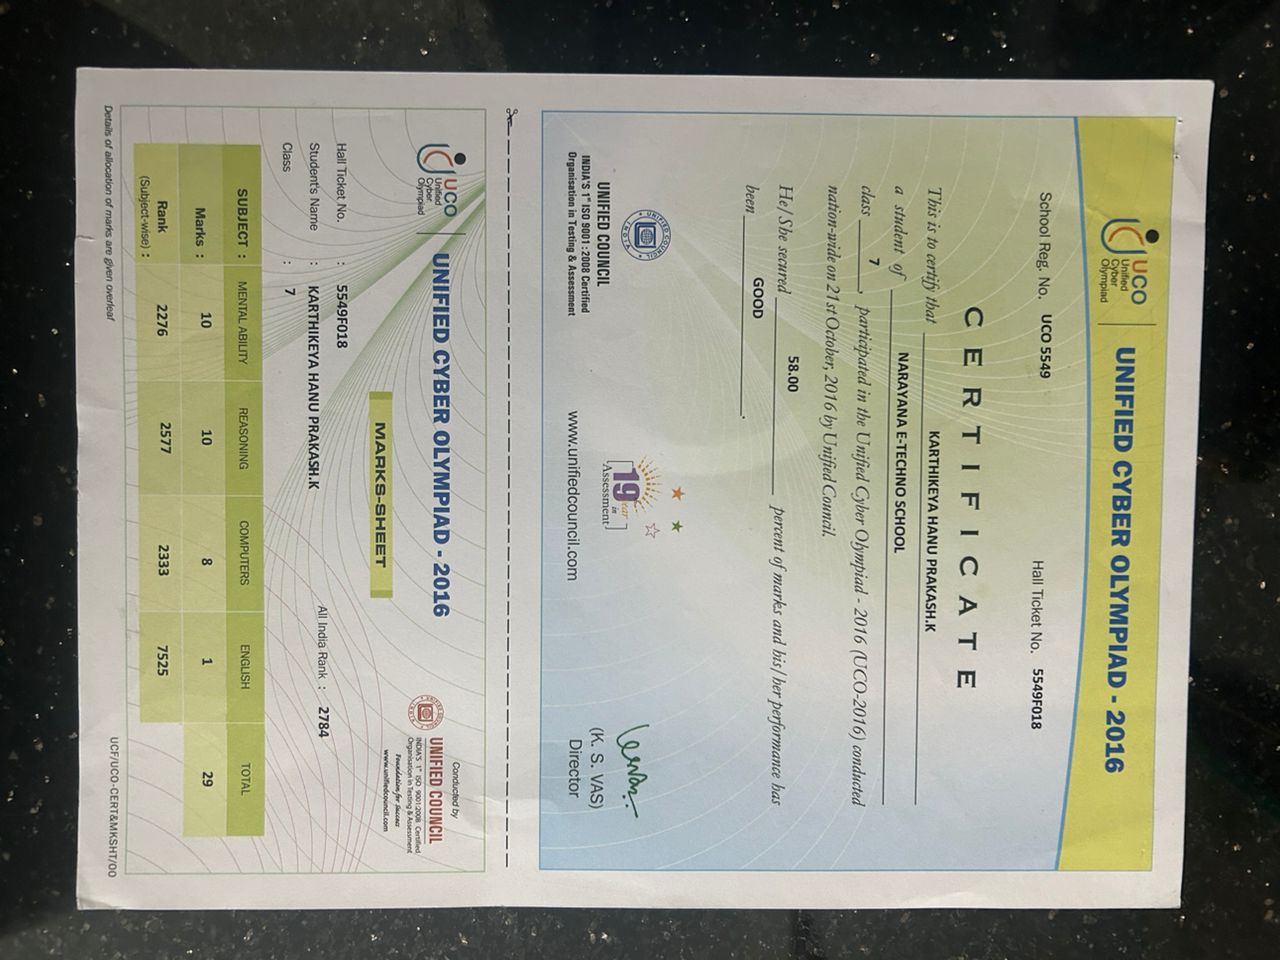 UCO
Unified
Cyber
Olympiad
UNIFIED CYBER OLYMPIAD - 2016
School Reg. No. UCO 5549
Hall Ticket No. 5549F018
CERTIFICATE
This is to certify that KARTHIKEYA HANU PRAKASH.K
a student of NARAYANA E-TECHNO SCHOOL
class 7, participated in the Unified Cyber Olympiad - 2016 (UCO-2016) conducted
nation-wide on 21st October, 2016 by Unified Council.
He/She secured 58.00 percent of marks and his/her performance has
been GOOD.
UNIFIED COUNCIL
INDIA'S 1st ISO 9001:2008 Certified
Organisation in Testing & Assessment
19 year
in
Assessment
www.unifiedcouncil.com
(K. S. VAS)
Director
UCO
Unified
Cyber
Olympiad
UNIFIED CYBER OLYMPIAD - 2016
Conducted by
UNIFIED COUNCIL
INDIA'S 1st ISO 9001:2008 Certified
Organisation in Testing & Assessment
Foundation for Success
www.unifiedcouncil.com
MARKS-SHEET
Hall Ticket No. : 5549F018
All India Rank : 2784
Student's Name : KARTHIKEYA HANU PRAKASH.K
Class : 7
SUBJECT : MENTAL ABILITY REASONING COMPUTERS ENGLISH TOTAL
Marks : 10 10 8 1 29
Rank 2276 2577 2333 7525
(Subject-wise) :
Details of allocation of marks are given overleaf
UCF/UCO-CERT&MKSHT/00